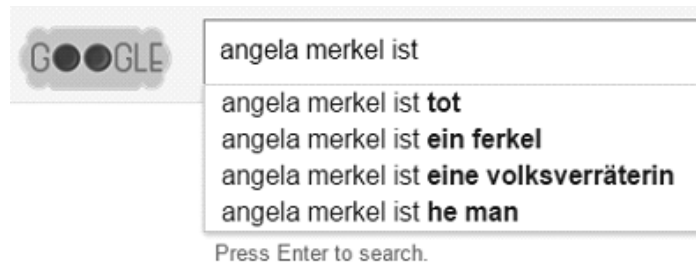 GOOGLE
angela merkel ist
angela merkel ist tot
angela merkel ist ein ferkel
angela merkel ist eine volksverräterin
angela merkel ist he man
Press Enter to search.